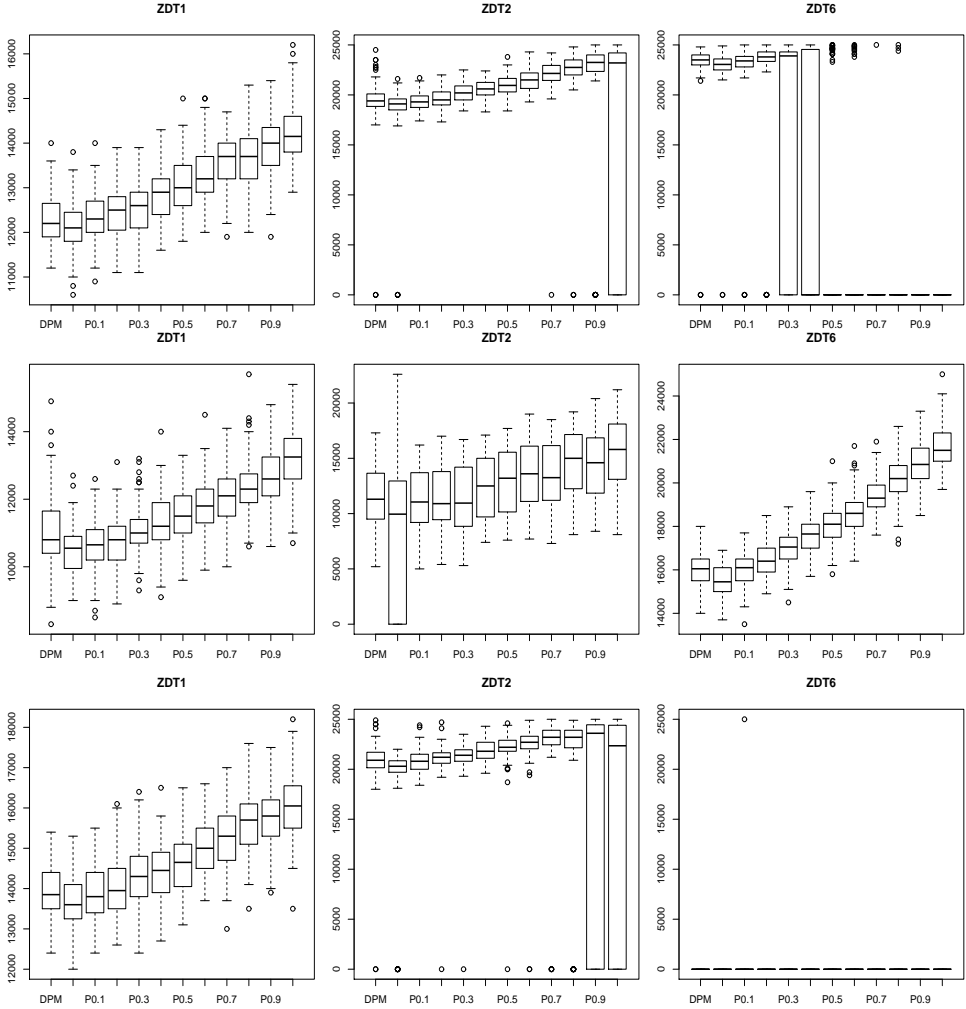 ZDT1 ZDT2 ZDT6
11000 12000 13000 14000 15000 16000
0 5000 10000 15000 20000 25000
0 5000 10000 15000 20000 25000
DPM P0.1 P0.3 P0.5 P0.7 P0.9 DPM P0.1 P0.3 P0.5 P0.7 P0.9 DPM P0.1 P0.3 P0.5 P0.7 P0.9
ZDT1 ZDT2 ZDT6
10000 12000 14000
0 5000 10000 15000 20000
14000 16000 18000 20000 22000 24000
DPM P0.1 P0.3 P0.5 P0.7 P0.9 DPM P0.1 P0.3 P0.5 P0.7 P0.9 DPM P0.1 P0.3 P0.5 P0.7 P0.9
ZDT1 ZDT2 ZDT6
12000 13000 14000 15000 16000 17000 18000
0 5000 10000 15000 20000 25000
0 5000 10000 15000 20000 25000
DPM P0.1 P0.3 P0.5 P0.7 P0.9 DPM P0.1 P0.3 P0.5 P0.7 P0.9 DPM P0.1 P0.3 P0.5 P0.7 P0.9